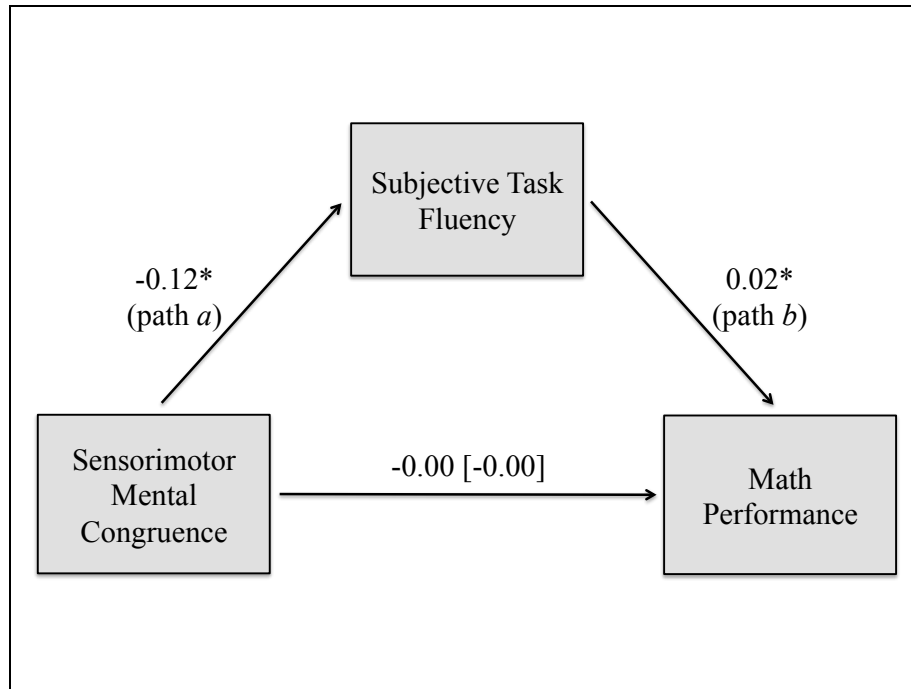 Subjective Task
Fluency
-0.12*
(path a)
0.02*
(path b)
Sensorimotor
Mental
Congruence
-0.00 [-0.00]
Math
Performance